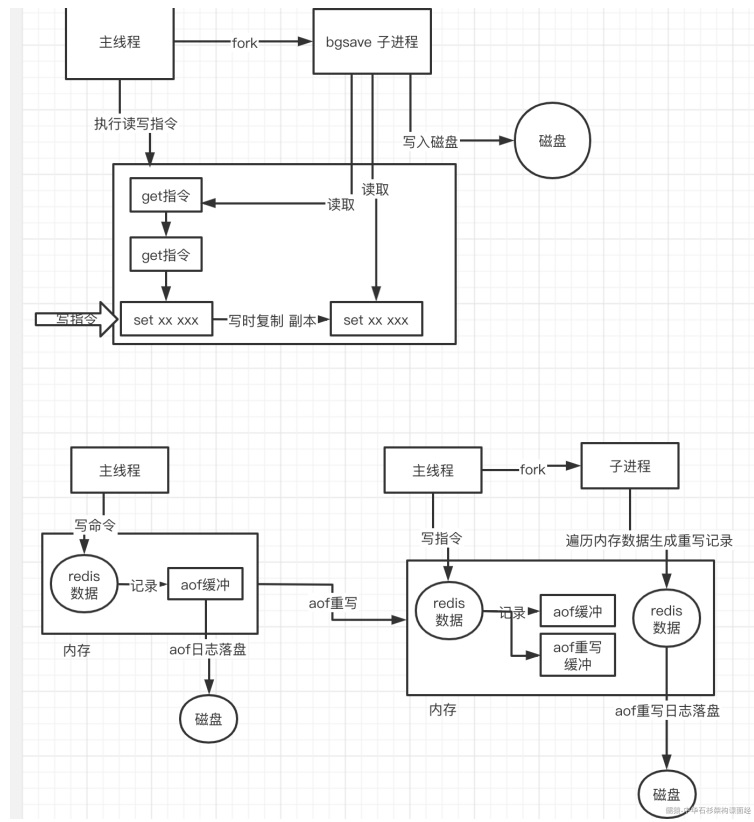 主线程
fork
bgsave 子进程
执行读写指令
写入磁盘
磁盘
get指令
读取
读取
get指令
写指令
set xx xxx
写时复制 副本
set xx xxx
主线程
主线程
fork
子进程
写命令
写指令
遍历内存数据生成重写记录
redis
数据
记录
aof缓冲
aof重写
redis
数据
记录
aof缓冲
aof重写
缓冲
redis
数据
内存
aof日志落盘
内存
aof重写日志落盘
磁盘
磁盘